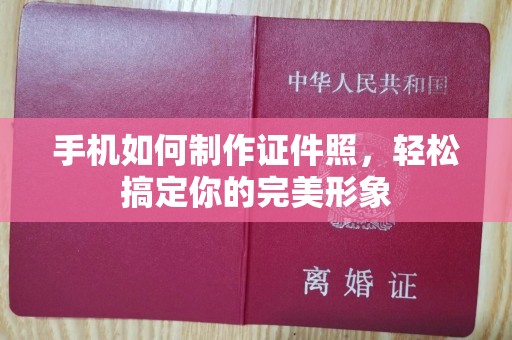 中华人民共和国
手机如何制作证件照，轻松
搞定你的完美形象
离婚证